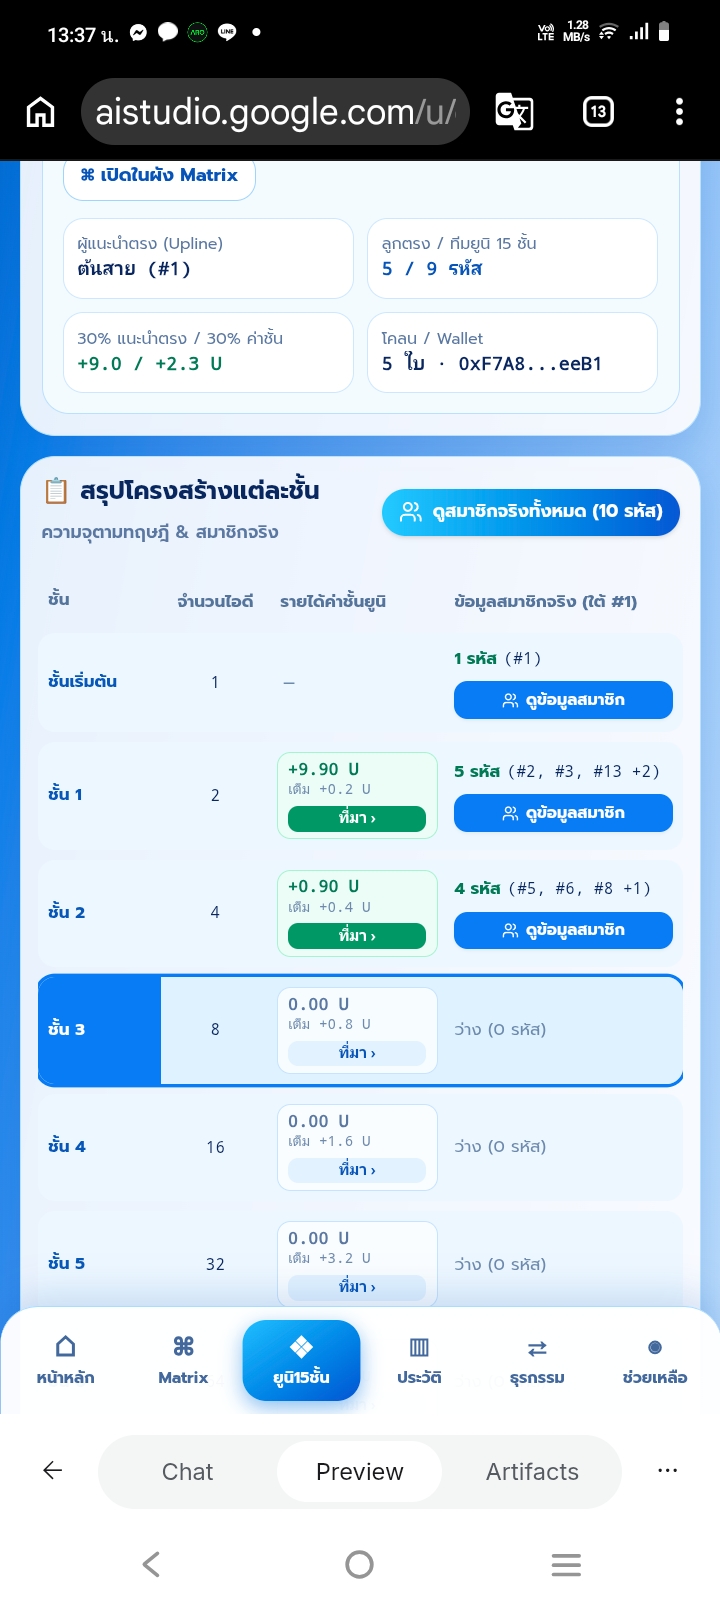 13:37 น.
Vo) LTE
1.28 MB/s
aistudio.google.com/u/
13
⌘ เปิดในผัง Matrix
ผู้แนะนำตรง (Upline)
ต้นสาย (#1)
ลูกตรง / ทีมยูนิ 15 ชั้น
5 / 9 รหัส
30% แนะนำตรง / 30% ค่าชั้น
+9.0 / +2.3 U
โคลน / Wallet
5 ใบ · 0xF7A8...eeB1
📋 สรุปโครงสร้างแต่ละชั้น
ความจุตามทฤษฎี & สมาชิกจริง
ดูสมาชิกจริงทั้งหมด (10 รหัส)
ชั้น
จำนวนไอดี
รายได้ค่าชั้นยูนิ
ข้อมูลสมาชิกจริง (ใต้ #1)
ชั้นเริ่มต้น
1
—
1 รหัส (#1)
ดูข้อมูลสมาชิก
ชั้น 1
2
+9.90 U
เต็ม +0.2 U
ที่มา ›
5 รหัส (#2, #3, #13 +2)
ดูข้อมูลสมาชิก
ชั้น 2
4
+0.90 U
เต็ม +0.4 U
ที่มา ›
4 รหัส (#5, #6, #8 +1)
ดูข้อมูลสมาชิก
ชั้น 3
8
0.00 U
เต็ม +0.8 U
ที่มา ›
ว่าง (0 รหัส)
ชั้น 4
16
0.00 U
เต็ม +1.6 U
ที่มา ›
ว่าง (0 รหัส)
ชั้น 5
32
0.00 U
เต็ม +3.2 U
ที่มา ›
ว่าง (0 รหัส)
หน้าหลัก
Matrix
ยูนิ15ชั้น
ประวัติ
ธุรกรรม
ช่วยเหลือ
Chat
Preview
Artifacts